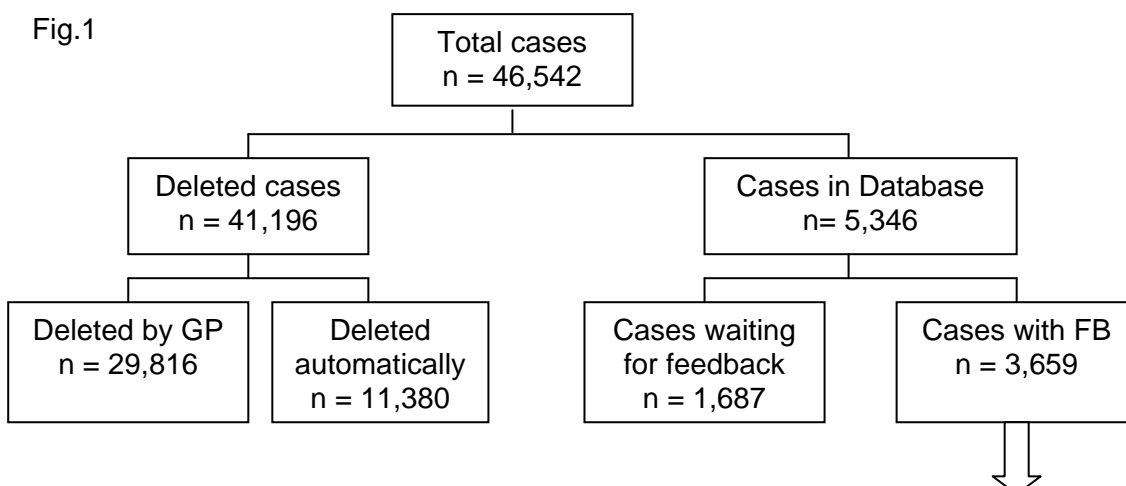 Fig.1
Total cases
n = 46,542
Deleted cases
n = 41,196
Cases in Database
n= 5,346
Deleted by GP
n = 29,816
Deleted
automatically
n = 11,380
Cases waiting
for feedback
n = 1,687
Cases with FB
n = 3,659